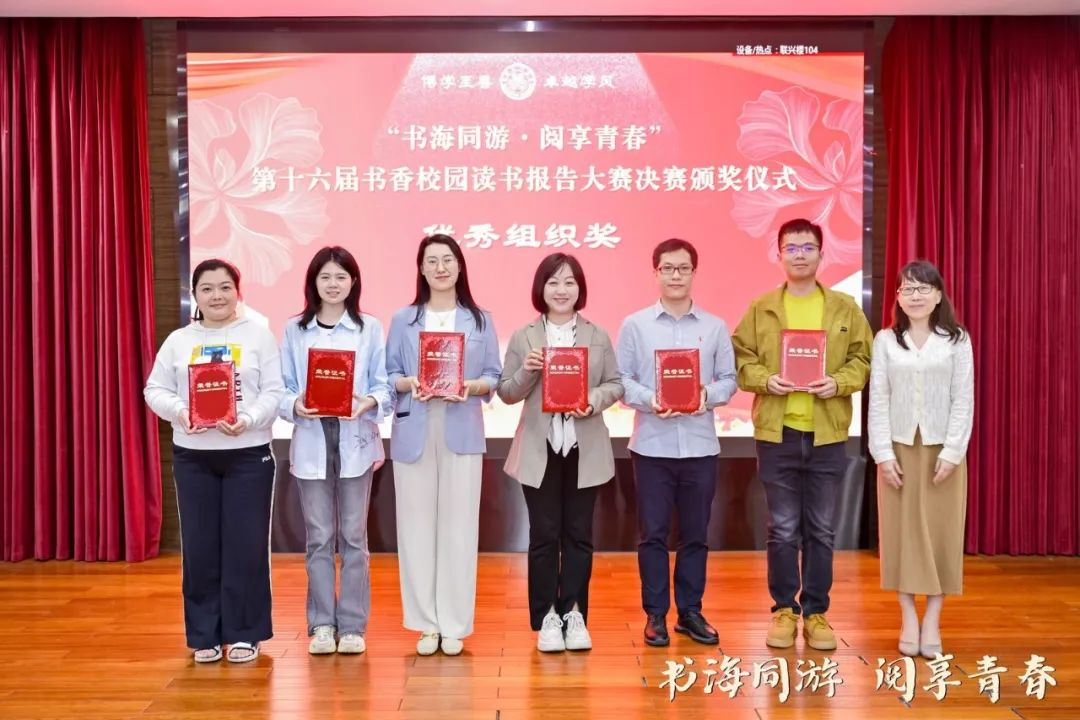 设备/热点：联兴楼104
博学至善 卓越学风
“书海同游·阅享青春”
第十六届书香校园读书报告大赛决赛颁奖仪式
优秀组织奖
荣誉证书
荣誉证书
荣誉证书
荣誉证书
荣誉证书
荣誉证书
FILA
书海同游 阅享青春